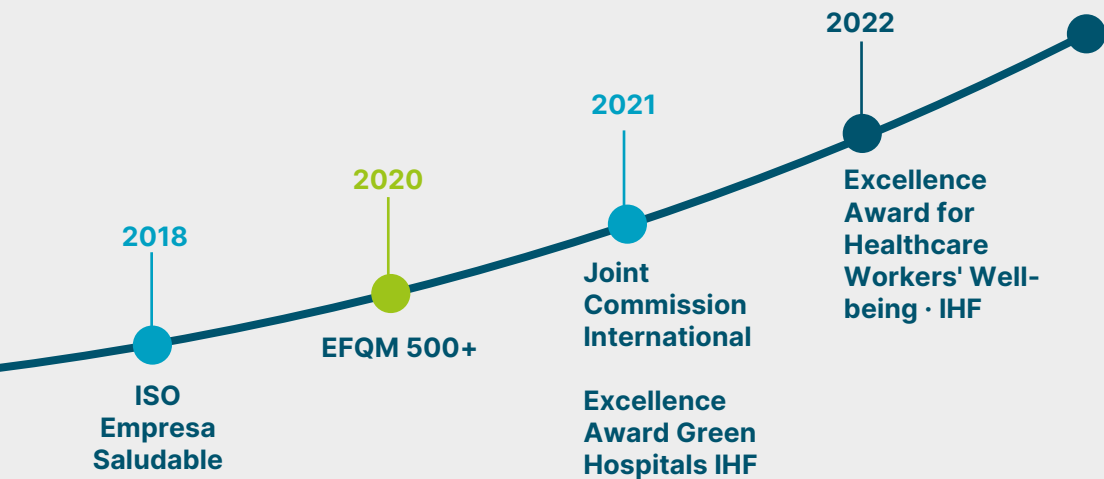 2018
ISO
Empresa
Saludable
2020
EFQM 500+
2021
Joint
Commission
International
Excellence
Award Green
Hospitals IHF
2022
Excellence
Award for
Healthcare
Workers' Well-
being · IHF